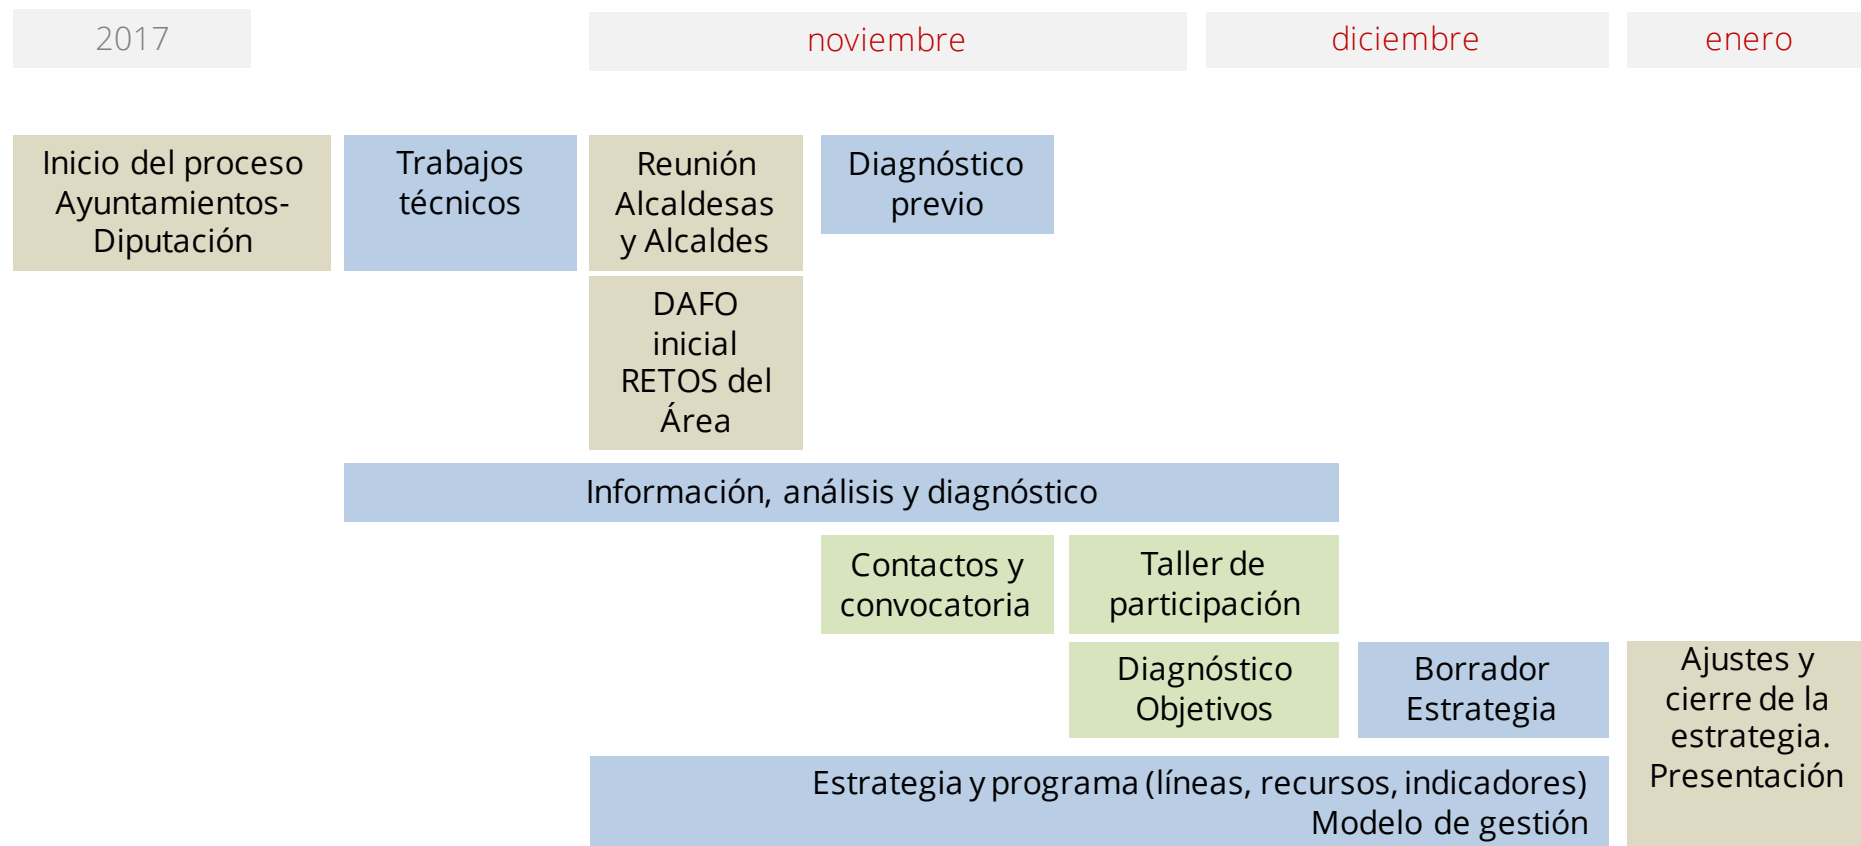 2017
noviembre
diciembre
enero
Inicio del proceso
Ayuntamientos-
Diputación
Trabajos
técnicos
Reunión
Alcaldesas
y Alcaldes
Diagnóstico
previo
DAFO
inicial
RETOS del
Área
Información, análisis y diagnóstico
Contactos y
convocatoria
Taller de
participación
Diagnóstico
Objetivos
Borrador
Estrategia
Ajustes y
cierre de la
estrategia.
Presentación
Estrategia y programa (líneas, recursos, indicadores)
Modelo de gestión